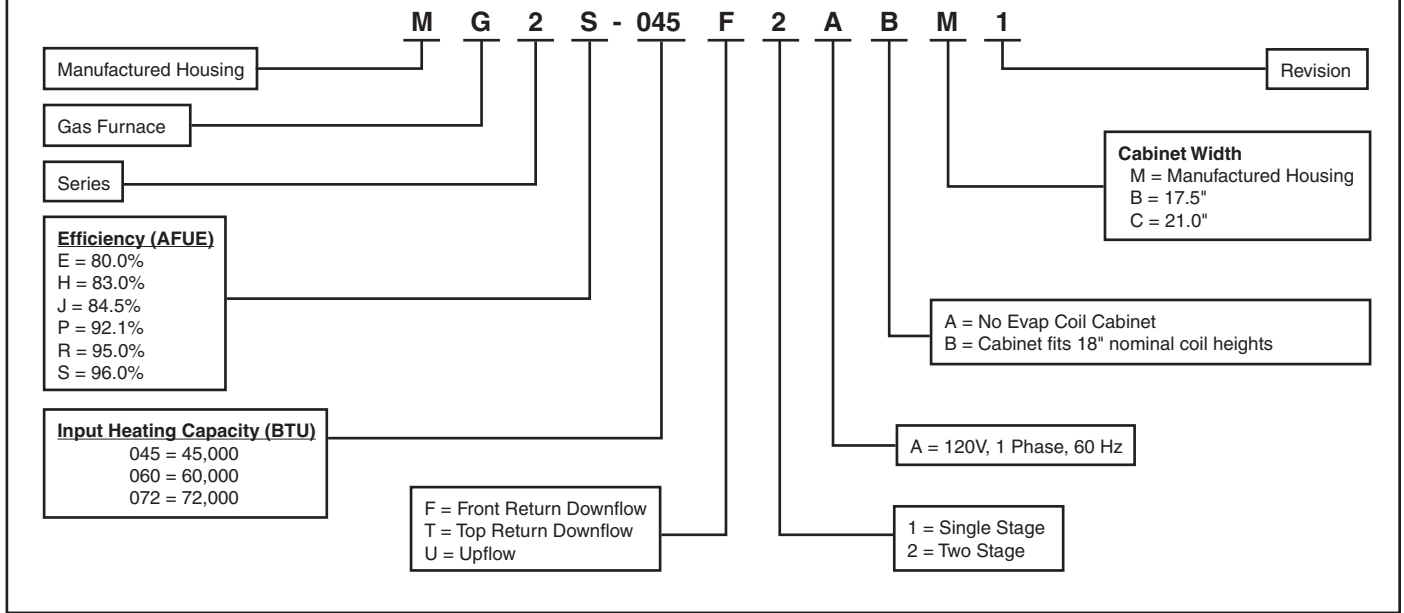 M G 2 S - 045 F 2 A B M 1
Manufactured Housing
Gas Furnace
Series
Efficiency (AFUE)
E = 80.0%
H = 83.0%
J = 84.5%
P = 92.1%
R = 95.0%
S = 96.0%
Input Heating Capacity (BTU)
045 = 45,000
060 = 60,000
072 = 72,000
F = Front Return Downflow
T = Top Return Downflow
U = Upflow
1 = Single Stage
2 = Two Stage
A = 120V, 1 Phase, 60 Hz
A = No Evap Coil Cabinet
B = Cabinet fits 18" nominal coil heights
Cabinet Width
M = Manufactured Housing
B = 17.5"
C = 21.0"
Revision